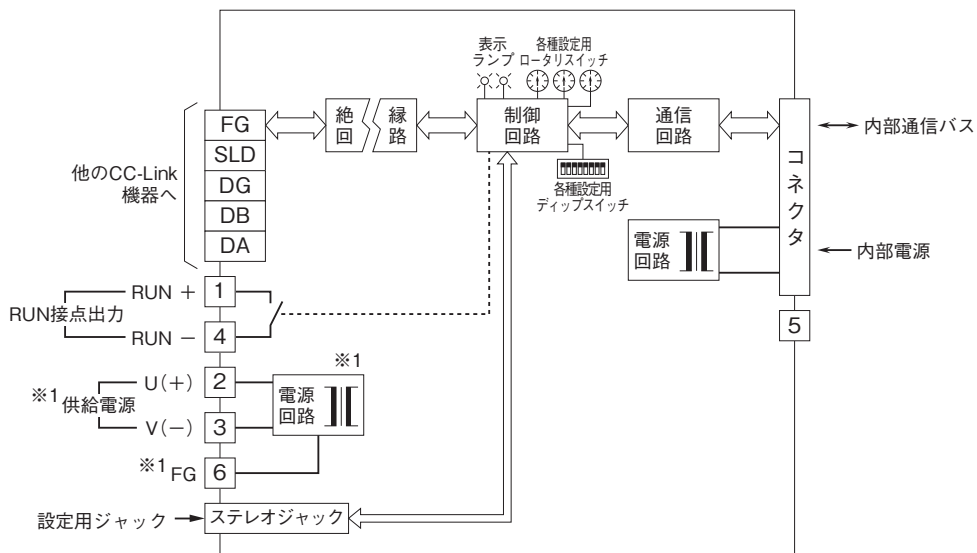 表示
ランプ
各種設定用
ロータリスイッチ
他のCC-Link
機器へ
FG
SLD
DG
DB
DA
絶 縁
回 路
制御
回路
通信
回路
コネクタ
内部通信バス
各種設定用
ディップスイッチ
電源
回路
内部電源
5
RUN接点出力
RUN +
1
RUN −
4
※1 供給電源
U(+)
2
V(−)
3
※1
電源
回路
※1 FG
6
設定用ジャック
ステレオジャック